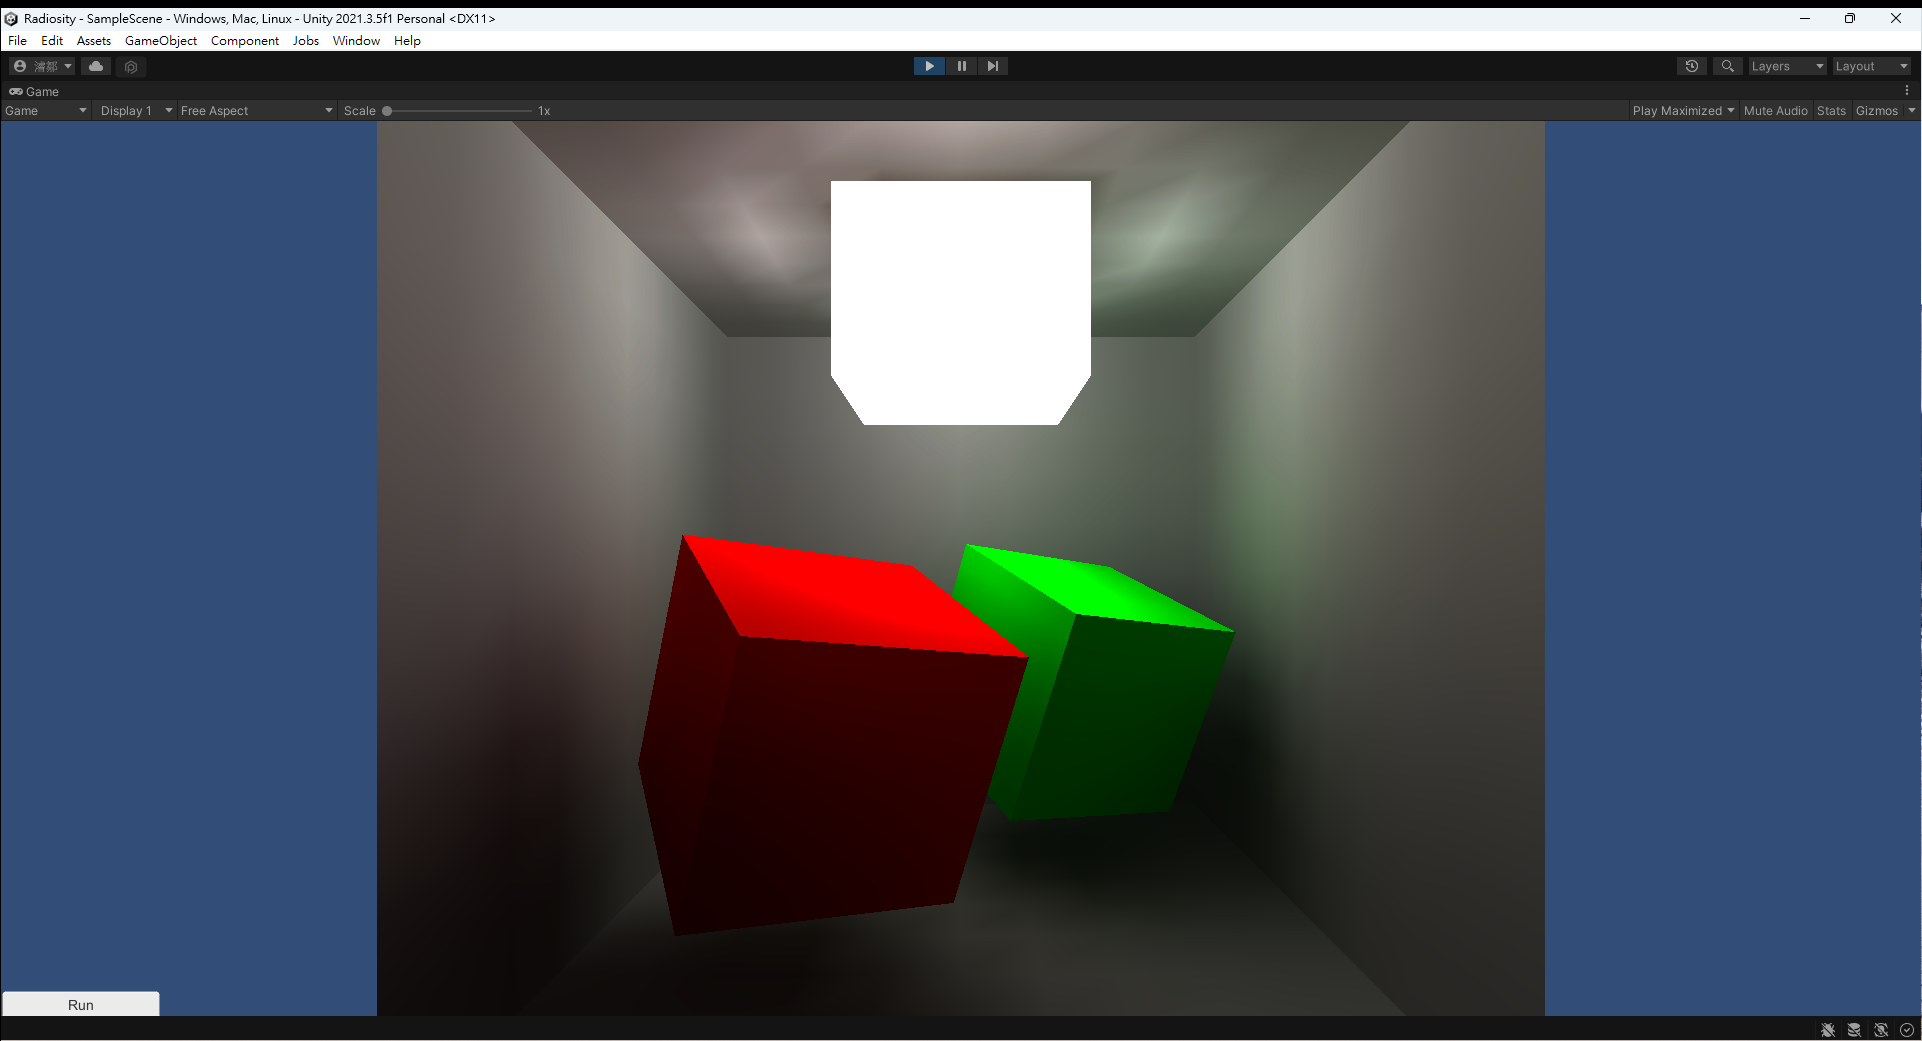 Radiosity - SampleScene - Windows, Mac, Linux - Unity 2021.3.5f1 Personal <DX11>
File Edit Assets GameObject Component Jobs Window Help
Layers Layout
Game
Game Display 1 Free Aspect Scale 1x Play Maximized Mute Audio Stats Gizmos
Run